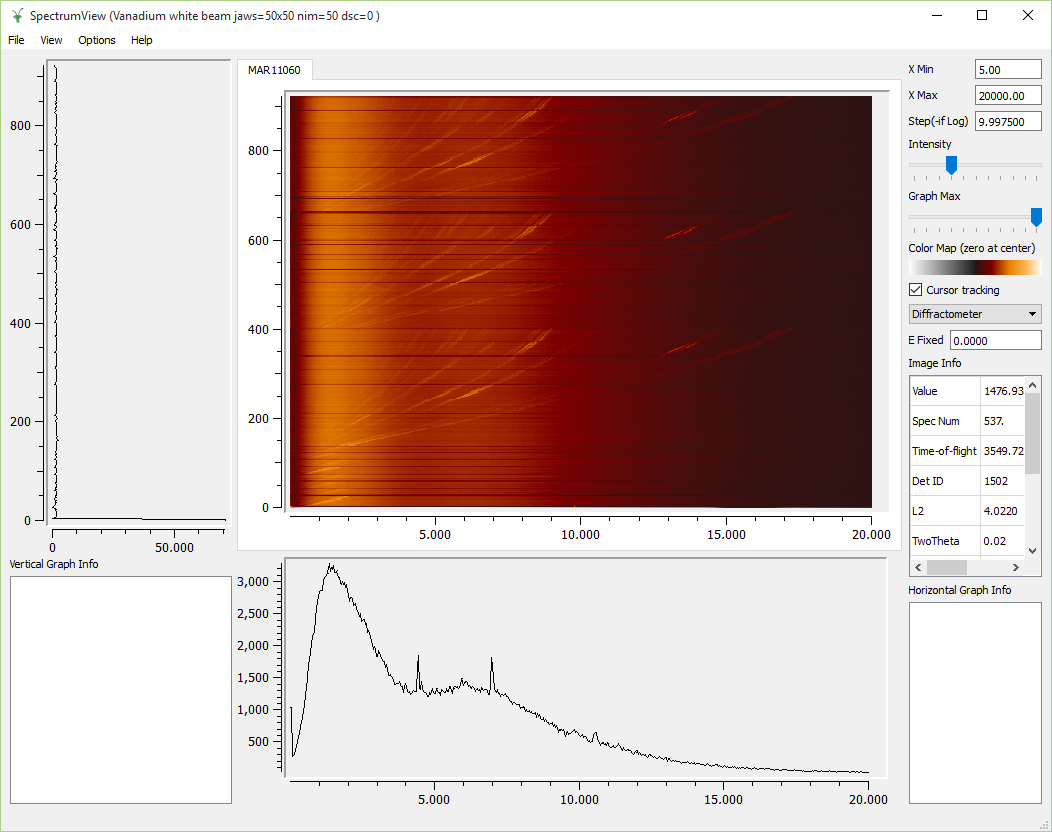 SpectrumView (Vanadium white beam jaws=50x50 nim=50 dsc=0 )
File View Options Help
MAR11060
800
600
400
200
0
0 50.000
800
600
400
200
0
5.000 10.000 15.000 20.000
X Min 5.00
X Max 20000.00
Step(-if Log) 9.997500
Intensity
Graph Max
Color Map (zero at center)
Cursor tracking
Diffractometer
E Fixed 0.0000
Image Info
Value 1476.93
Spec Num 537.
Time-of-flight 3549.72
Det ID 1502
L2 4.0220
TwoTheta 0.02
Vertical Graph Info
3,000
2,500
2,000
1,500
1,000
500
5.000 10.000 15.000 20.000
Horizontal Graph Info